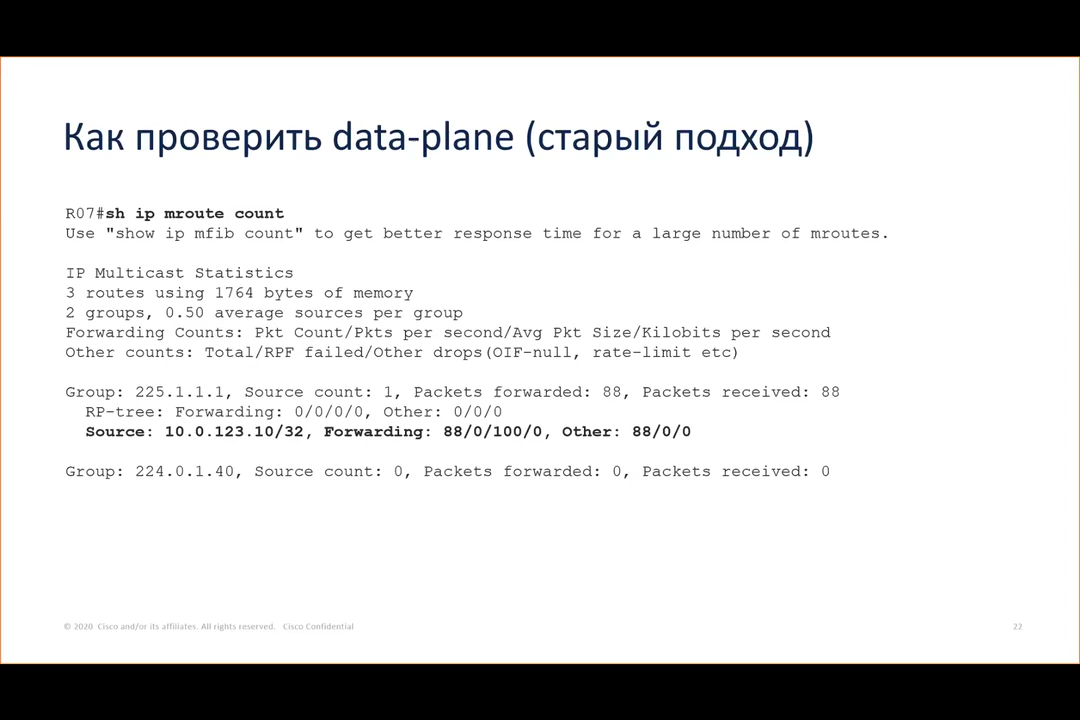 Как проверить data-plane (старый подход)
R07#sh ip mroute count
Use "show ip mfib count" to get better response time for a large number of mroutes.
IP Multicast Statistics
3 routes using 1764 bytes of memory
2 groups, 0.50 average sources per group
Forwarding Counts: Pkt Count/Pkts per second/Avg Pkt Size/Kilobits per second
Other counts: Total/RPF failed/Other drops(OIF-null, rate-limit etc)
Group: 225.1.1.1, Source count: 1, Packets forwarded: 88, Packets received: 88
RP-tree: Forwarding: 0/0/0/0, Other: 0/0/0
Source: 10.0.123.10/32, Forwarding: 88/0/100/0, Other: 88/0/0
Group: 224.0.1.40, Source count: 0, Packets forwarded: 0, Packets received: 0
© 2020 Cisco and/or its affiliates. All rights reserved. Cisco Confidential
22